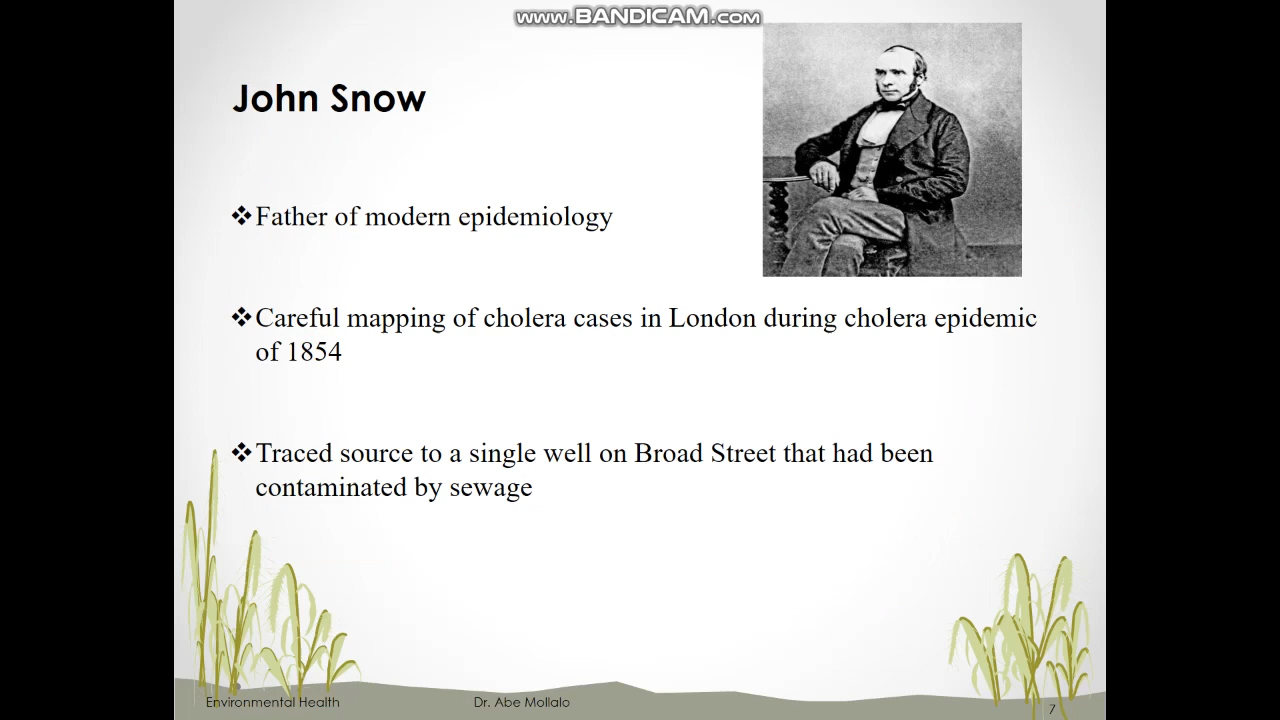 www.BANDICAM.com
John Snow
❖Father of modern epidemiology
❖Careful mapping of cholera cases in London during cholera epidemic
of 1854
❖Traced source to a single well on Broad Street that had been
contaminated by sewage
Environmental Health
Dr. Abe Mollalo
7